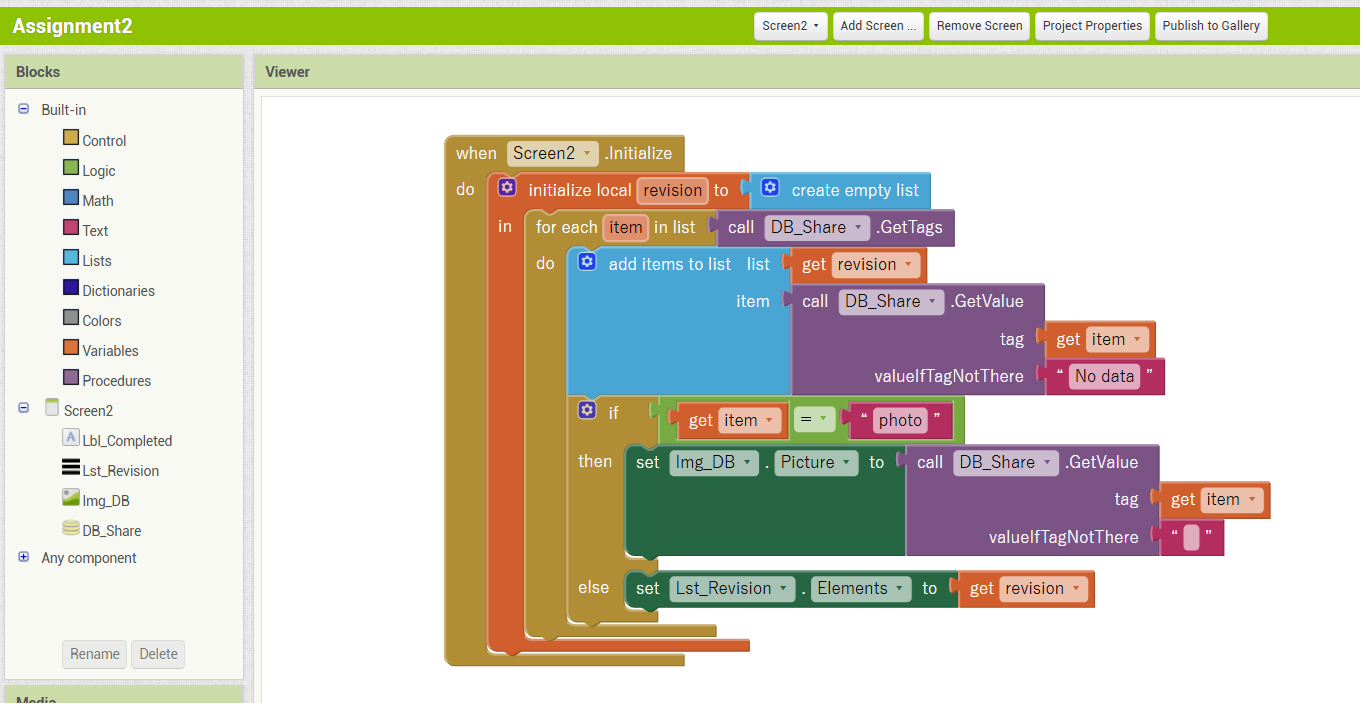 Assignment2
Screen2 Add Screen ... Remove Screen Project Properties Publish to Gallery
Blocks
Viewer
Built-in
Control
Logic
Math
Text
Lists
Dictionaries
Colors
Variables
Procedures
Screen2
Lbl_Completed
Lst_Revision
Img_DB
DB_Share
Any component
Rename Delete
Media
when Screen2 .Initialize
do initialize local revision to create empty list
in for each item in list call DB_Share .GetTags
do add items to list list get revision
item call DB_Share .GetValue
tag get item
valueIfTagNotThere “ No data ”
if get item = “ photo ”
then set Img_DB . Picture to call DB_Share .GetValue
tag get item
valueIfTagNotThere “ ”
else set Lst_Revision . Elements to get revision